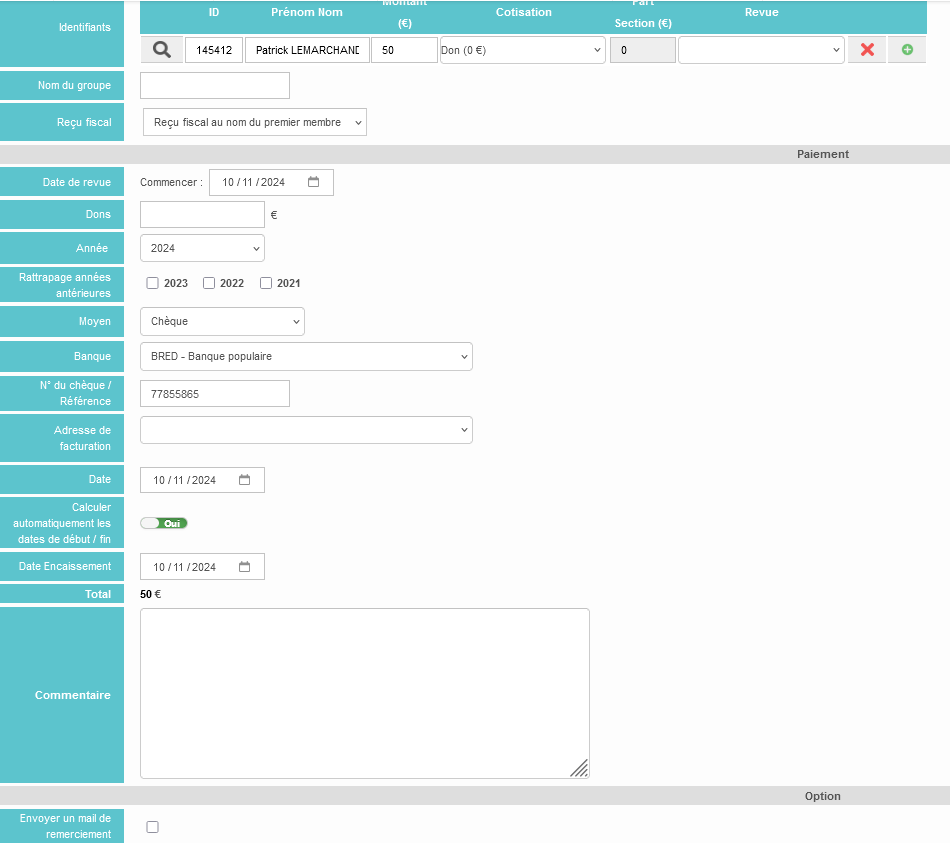 Identifiants
ID Prénom Nom Montant (€) Cotisation Part Section (€) Revue
145412 Patrick LEMARCHAND 50 Don (0 €) 0
Nom du groupe
Reçu fiscal Reçu fiscal au nom du premier membre
Paiement
Date de revue Commencer : 10 / 11 / 2024
Dons €
Année 2024
Rattrapage années
antérieures
2023 2022 2021
Moyen Chèque
Banque BRED - Banque populaire
N° du chèque /
Référence
77855865
Adresse de
facturation
Date 10 / 11 / 2024
Calculer
automatiquement les
dates de début / fin
Oui
Date Encaissement 10 / 11 / 2024
Total 50 €
Commentaire
Option
Envoyer un mail de
remerciement